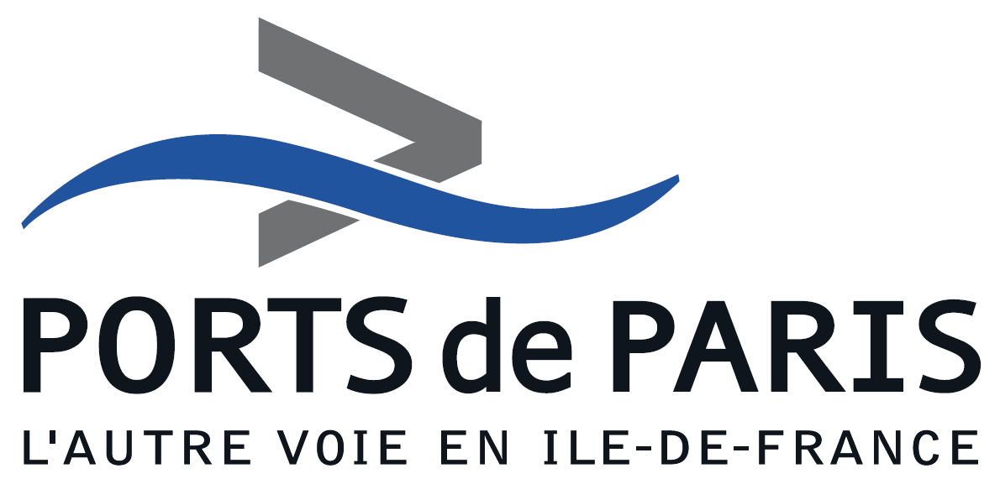 PORTS de PARIS
L'AUTRE VOIE EN ILE-DE-FRANCE